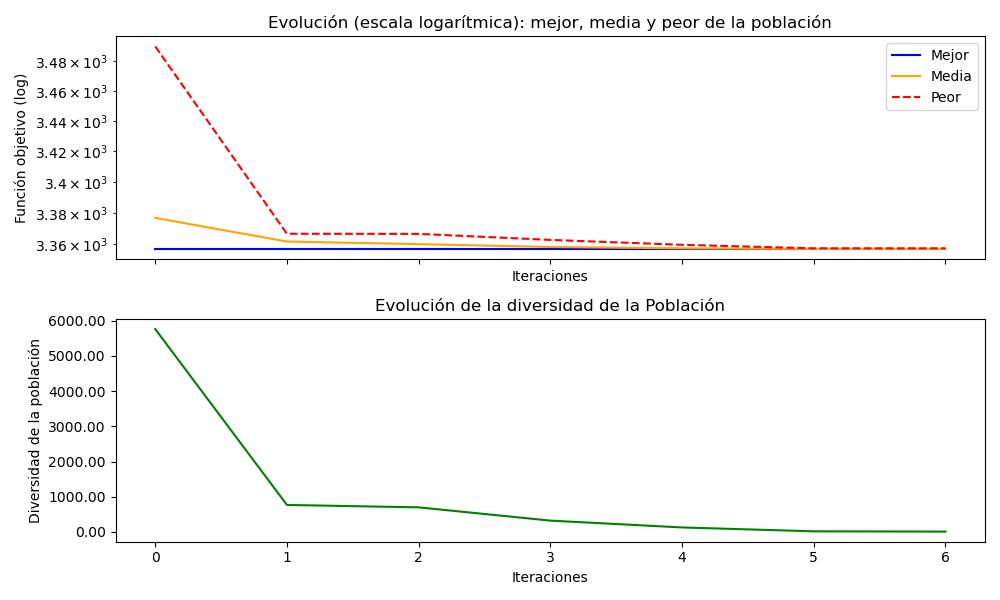 Evolución (escala logarítmica): mejor, media y peor de la población
Función objetivo (log)
3.48 × 10³
3.46 × 10³
3.44 × 10³
3.42 × 10³
3.4 × 10³
3.38 × 10³
3.36 × 10³
Mejor
Media
Peor
Iteraciones
Evolución de la diversidad de la Población
Diversidad de la población
6000.00
5000.00
4000.00
3000.00
2000.00
1000.00
0.00
0 1 2 3 4 5 6
Iteraciones